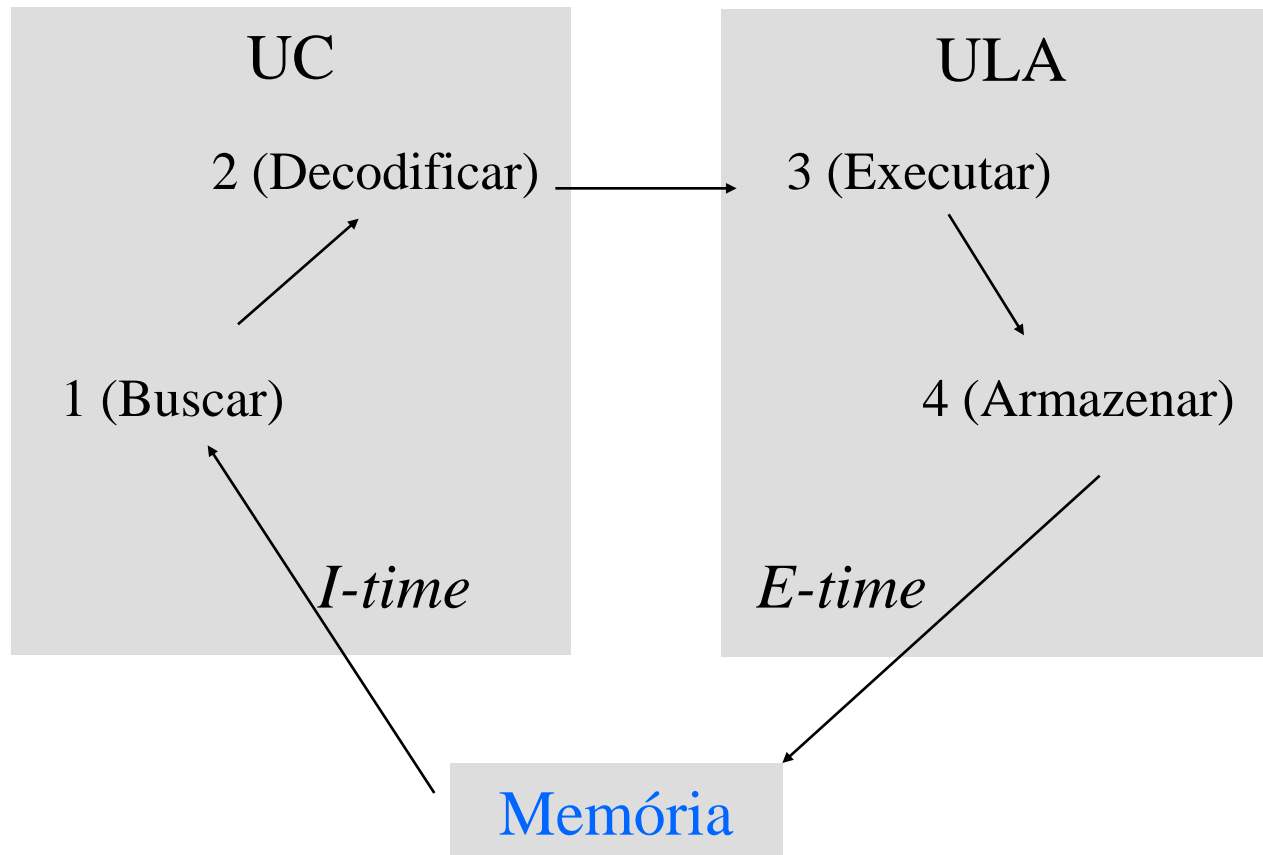 UC
2 (Decodificar)
1 (Buscar)
I-time
ULA
3 (Executar)
4 (Armazenar)
E-time
Memória